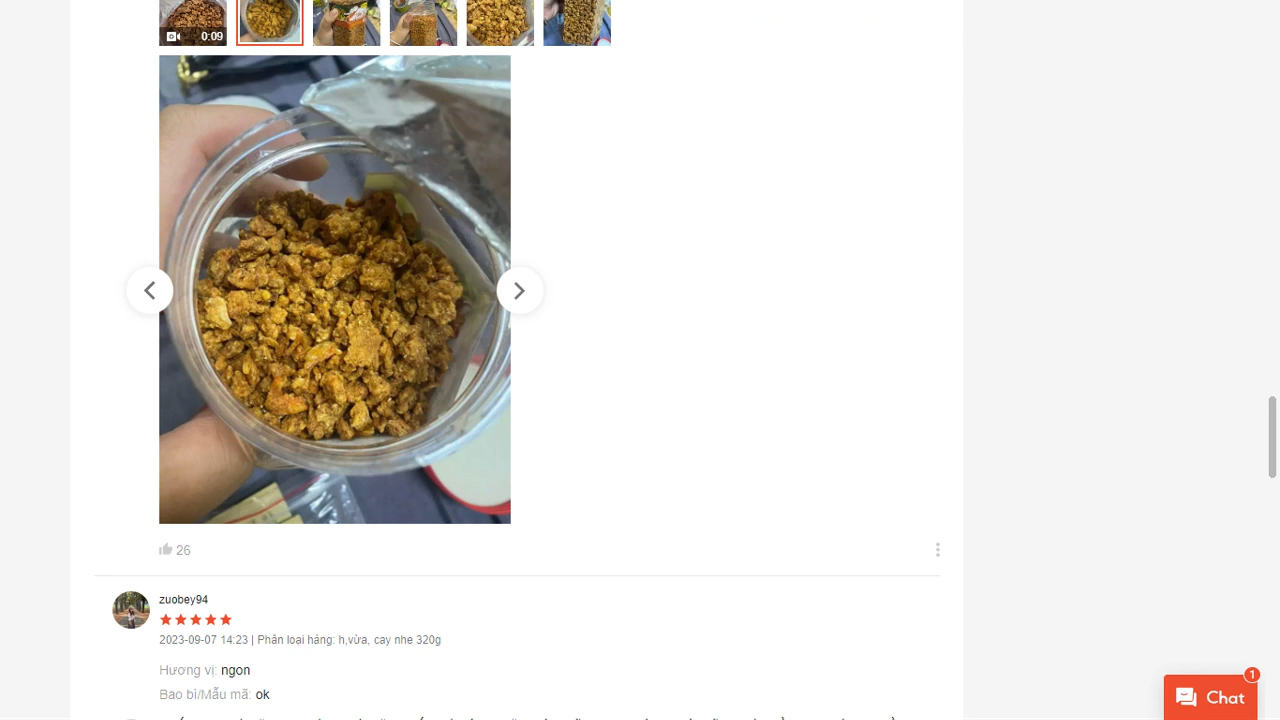 0:09
26
zuobey94
2023-09-07 14:23 | Phân loại hàng: h,vừa, cay nhe 320g
Hương vị: ngon
Bao bì/Mẫu mã: ok
1
Chat